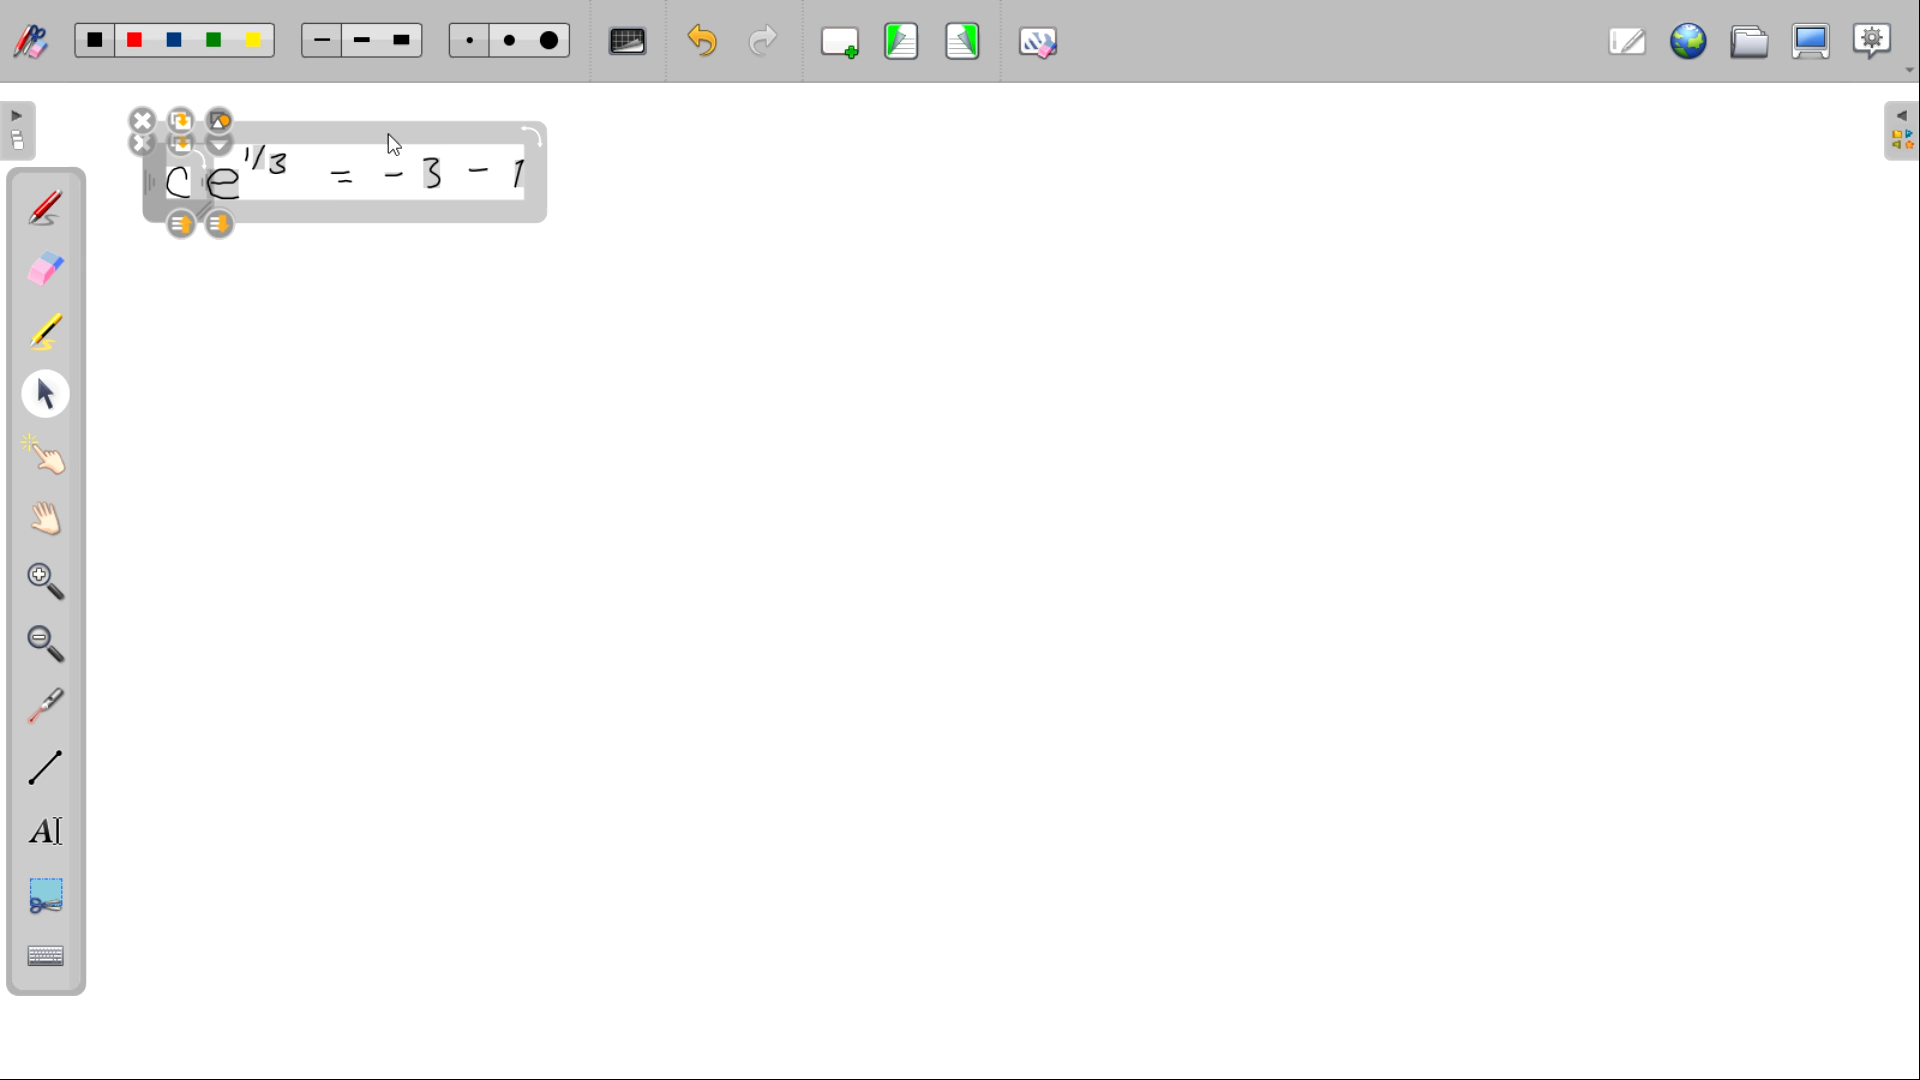 c e^1/3 = - 3 - 1